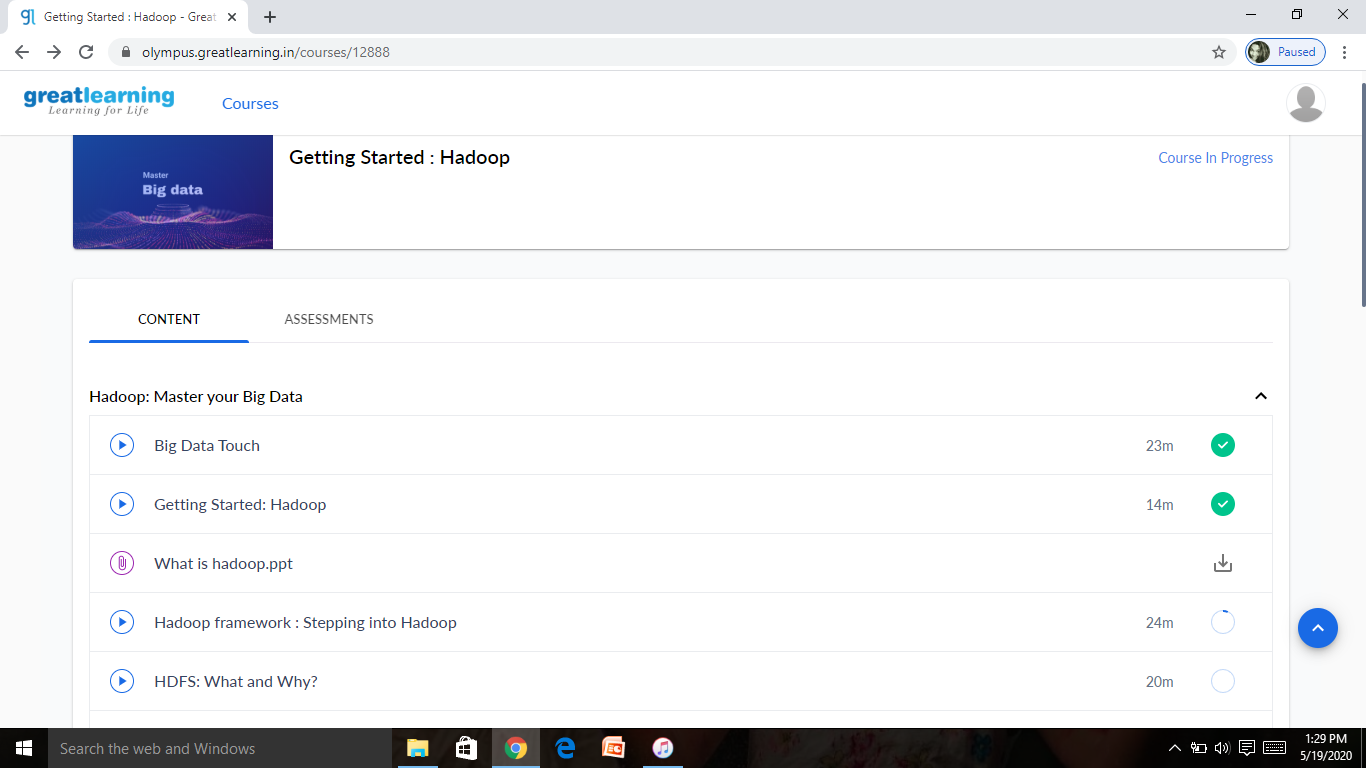 Getting Started : Hadoop - Great
olympus.greatlearning.in/courses/12888
Paused
greatlearning
Learning for Life
Courses
Master
Big data
Getting Started : Hadoop
Course In Progress
CONTENT
ASSESSMENTS
Hadoop: Master your Big Data
Big Data Touch 23m
Getting Started: Hadoop 14m
What is hadoop.ppt
Hadoop framework : Stepping into Hadoop 24m
HDFS: What and Why? 20m
Search the web and Windows
1:29 PM
5/19/2020